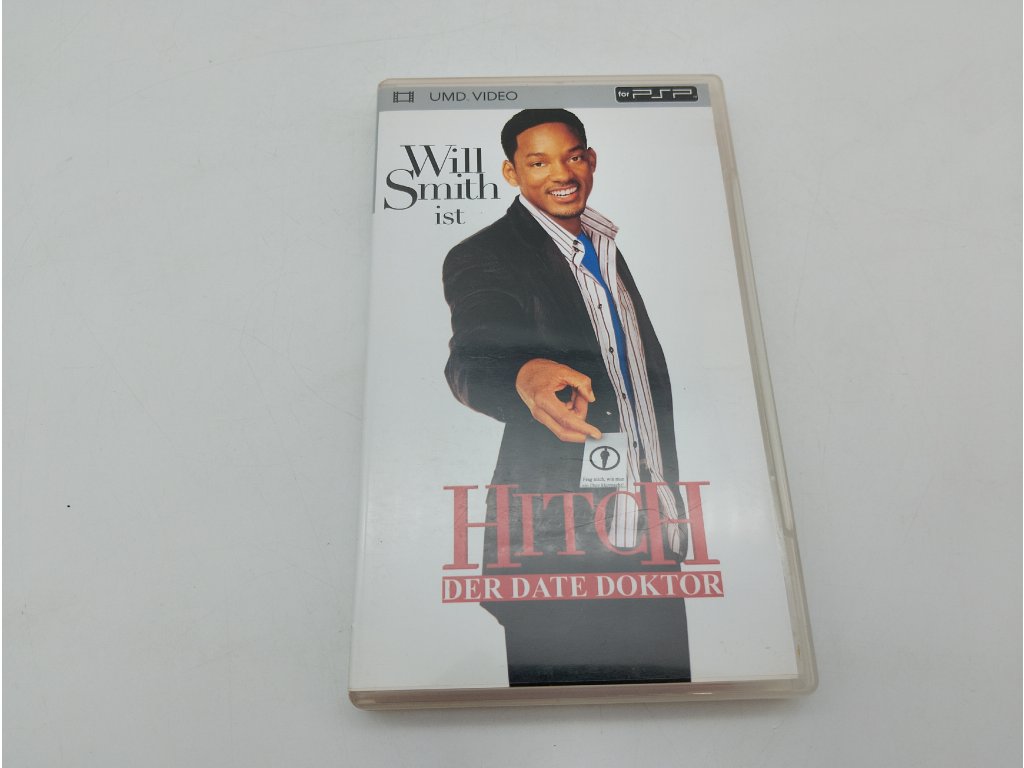 UMD. VIDEO
for PSP
Will
Smith
ist
HITCH
DER DATE DOKTOR